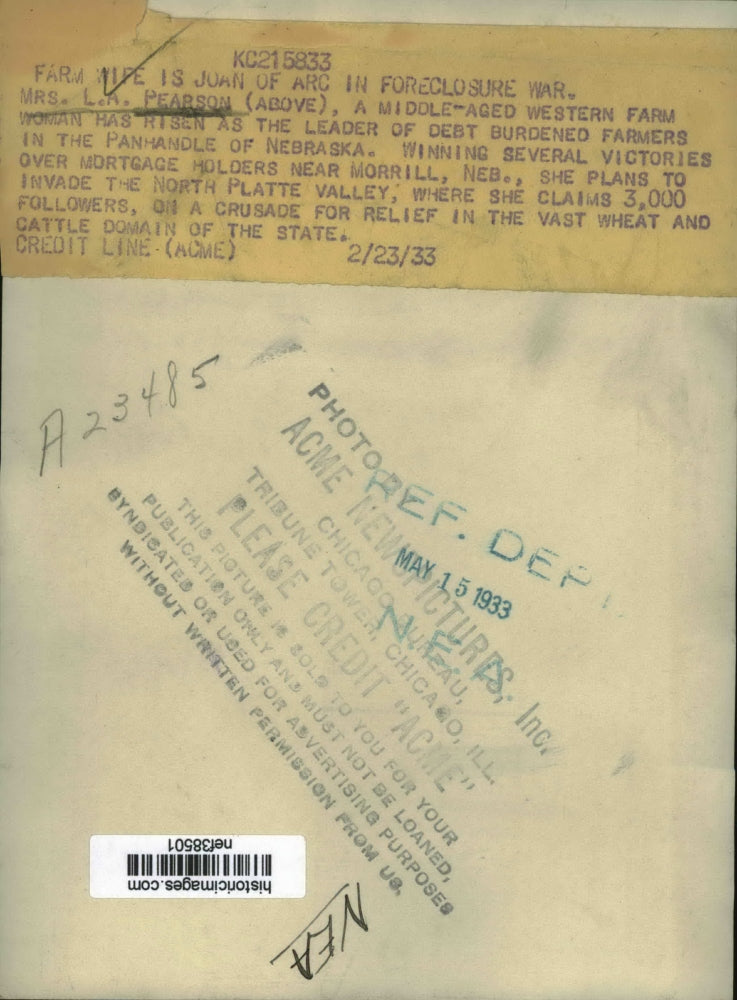 KC215833
FARM WIFE IS JOAN OF ARC IN FORECLOSURE WAR.
MRS. L.A. PEARSON (ABOVE), A MIDDLE-AGED WESTERN FARM
WOMAN HAS RISEN AS THE LEADER OF DEBT BURDENED FARMERS
IN THE PANHANDLE OF NEBRASKA. WINNING SEVERAL VICTORIES
OVER MORTGAGE HOLDERS NEAR MORRILL, NEB., SHE PLANS TO
INVADE THE NORTH PLATTE VALLEY, WHERE SHE CLAIMS 3,000
FOLLOWERS, ON A CRUSADE FOR RELIEF IN THE VAST WHEAT AND
CATTLE DOMAIN OF THE STATE.
CREDIT LINE-(ACME) 2/23/33
A23485
PHOTO BY
ACME NEWSPICTURES, Inc.
CHICAGO BUREAU,
TRIBUNE TOWER, CHICAGO, ILL.
PLEASE CREDIT "ACME"
THIS PICTURE IS SOLD TO YOU FOR YOUR
PUBLICATION ONLY AND MUST NOT BE LOANED,
SYNDICATED OR USED FOR ADVERTISING PURPOSES
WITHOUT WRITTEN PERMISSION FROM US.
REF. DEPT.
MAY 15 1933
N.E.A.
historicimages.com
nef38501
NEA